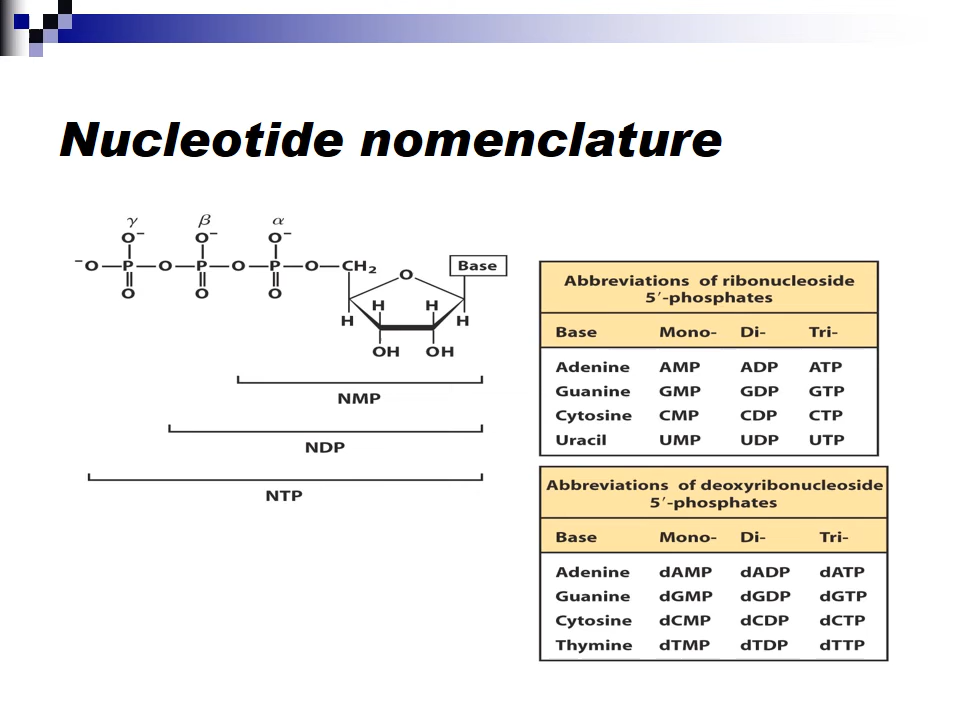 Nucleotide nomenclature
γ β α
O⁻ O⁻ O⁻
⁻O—P—O—P—O—P—O—CH₂ O Base
O O O
H H
H H
OH OH
NMP
NDP
NTP
Abbreviations of ribonucleoside
5′-phosphates
Base Mono- Di- Tri-
Adenine AMP ADP ATP
Guanine GMP GDP GTP
Cytosine CMP CDP CTP
Uracil UMP UDP UTP
Abbreviations of deoxyribonucleoside
5′-phosphates
Base Mono- Di- Tri-
Adenine dAMP dADP dATP
Guanine dGMP dGDP dGTP
Cytosine dCMP dCDP dCTP
Thymine dTMP dTDP dTTP